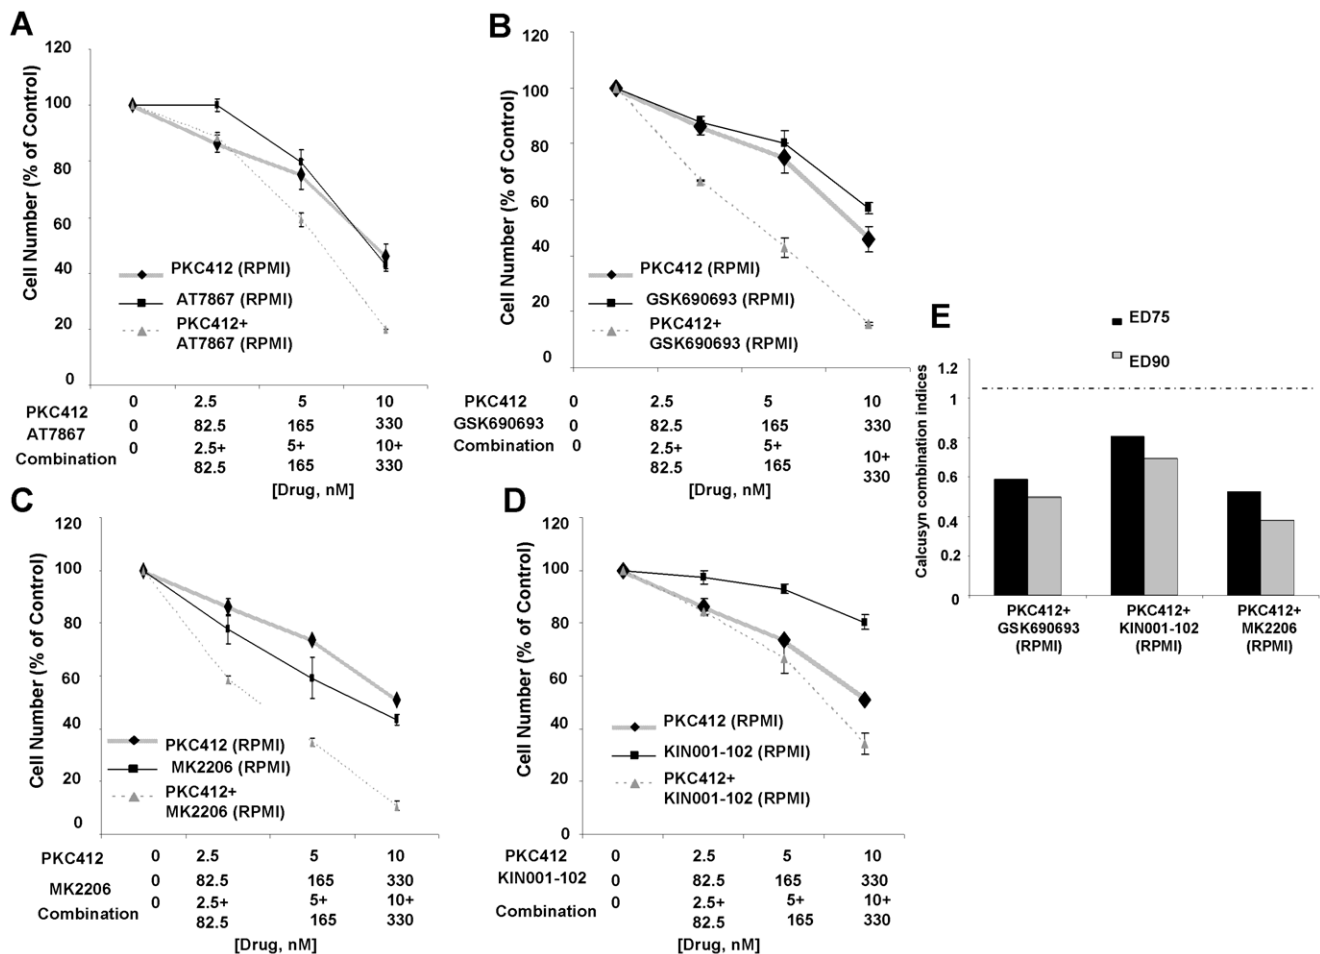 A
120
100
80
60
40
20
0
Cell Number (% of Control)
PKC412 (RPMI)
AT7867 (RPMI)
PKC412+
AT7867 (RPMI)
PKC412 0 2.5 5 10
AT7867 0 82.5 165 330
Combination 0 2.5+ 5+ 10+
82.5 165 330
[Drug, nM]
B
120
100
80
60
40
20
0
Cell Number (% of Control)
PKC412 (RPMI)
GSK690693 (RPMI)
PKC412+
GSK690693 (RPMI)
PKC412 0 2.5 5 10
GSK690693 0 82.5 165 330
Combination 0 2.5+ 5+ 10+
82.5 165 330
[Drug, nM]
C
120
100
80
60
40
20
0
Cell Number (% of Control)
PKC412 (RPMI)
MK2206 (RPMI)
PKC412+
MK2206 (RPMI)
PKC412 0 2.5 5 10
MK2206 0 82.5 165 330
Combination 0 2.5+ 5+ 10+
82.5 165 330
[Drug, nM]
D
120
100
80
60
40
20
0
Cell Number (% of Control)
PKC412 (RPMI)
KIN001-102 (RPMI)
PKC412+
KIN001-102 (RPMI)
PKC412 0 2.5 5 10
KIN001-102 0 82.5 165 330
Combination 0 2.5+ 5+ 10+
82.5 165 330
[Drug, nM]
E
ED75
ED90
1.2
1
0.8
0.6
0.4
0.2
0
Calcusyn combination indices
PKC412+ PKC412+ PKC412+
GSK690693 KIN001-102 MK2206
(RPMI) (RPMI) (RPMI)